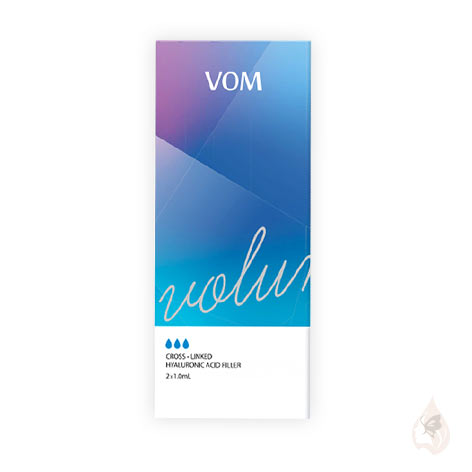 VOM
volu
CROSS - LINKED
HYALURONIC ACID FILLER
2 x 1.0mL